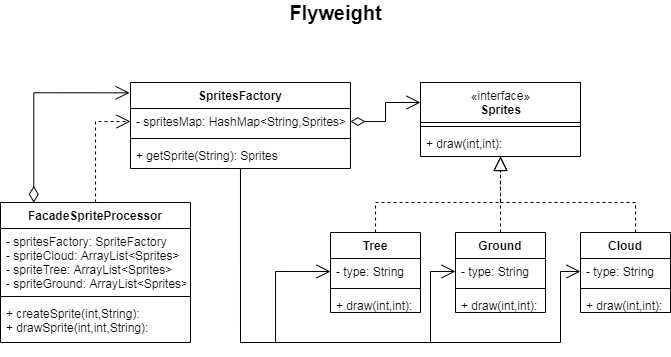 Flyweight
SpritesFactory
- spritesMap: HashMap<String,Sprites>
+ getSprite(String): Sprites
«interface»
Sprites
+ draw(int,int):
FacadeSpriteProcessor
- spritesFactory: SpriteFactory
- spriteCloud: ArrayList<Sprites>
- spriteTree: ArrayList<Sprites>
- spriteGround: ArrayList<Sprites>
+ createSprite(int,String):
+ drawSprite(int,int,String):
Tree
- type: String
+ draw(int,int):
Ground
- type: String
+ draw(int,int):
Cloud
- type: String
+ draw(int,int):